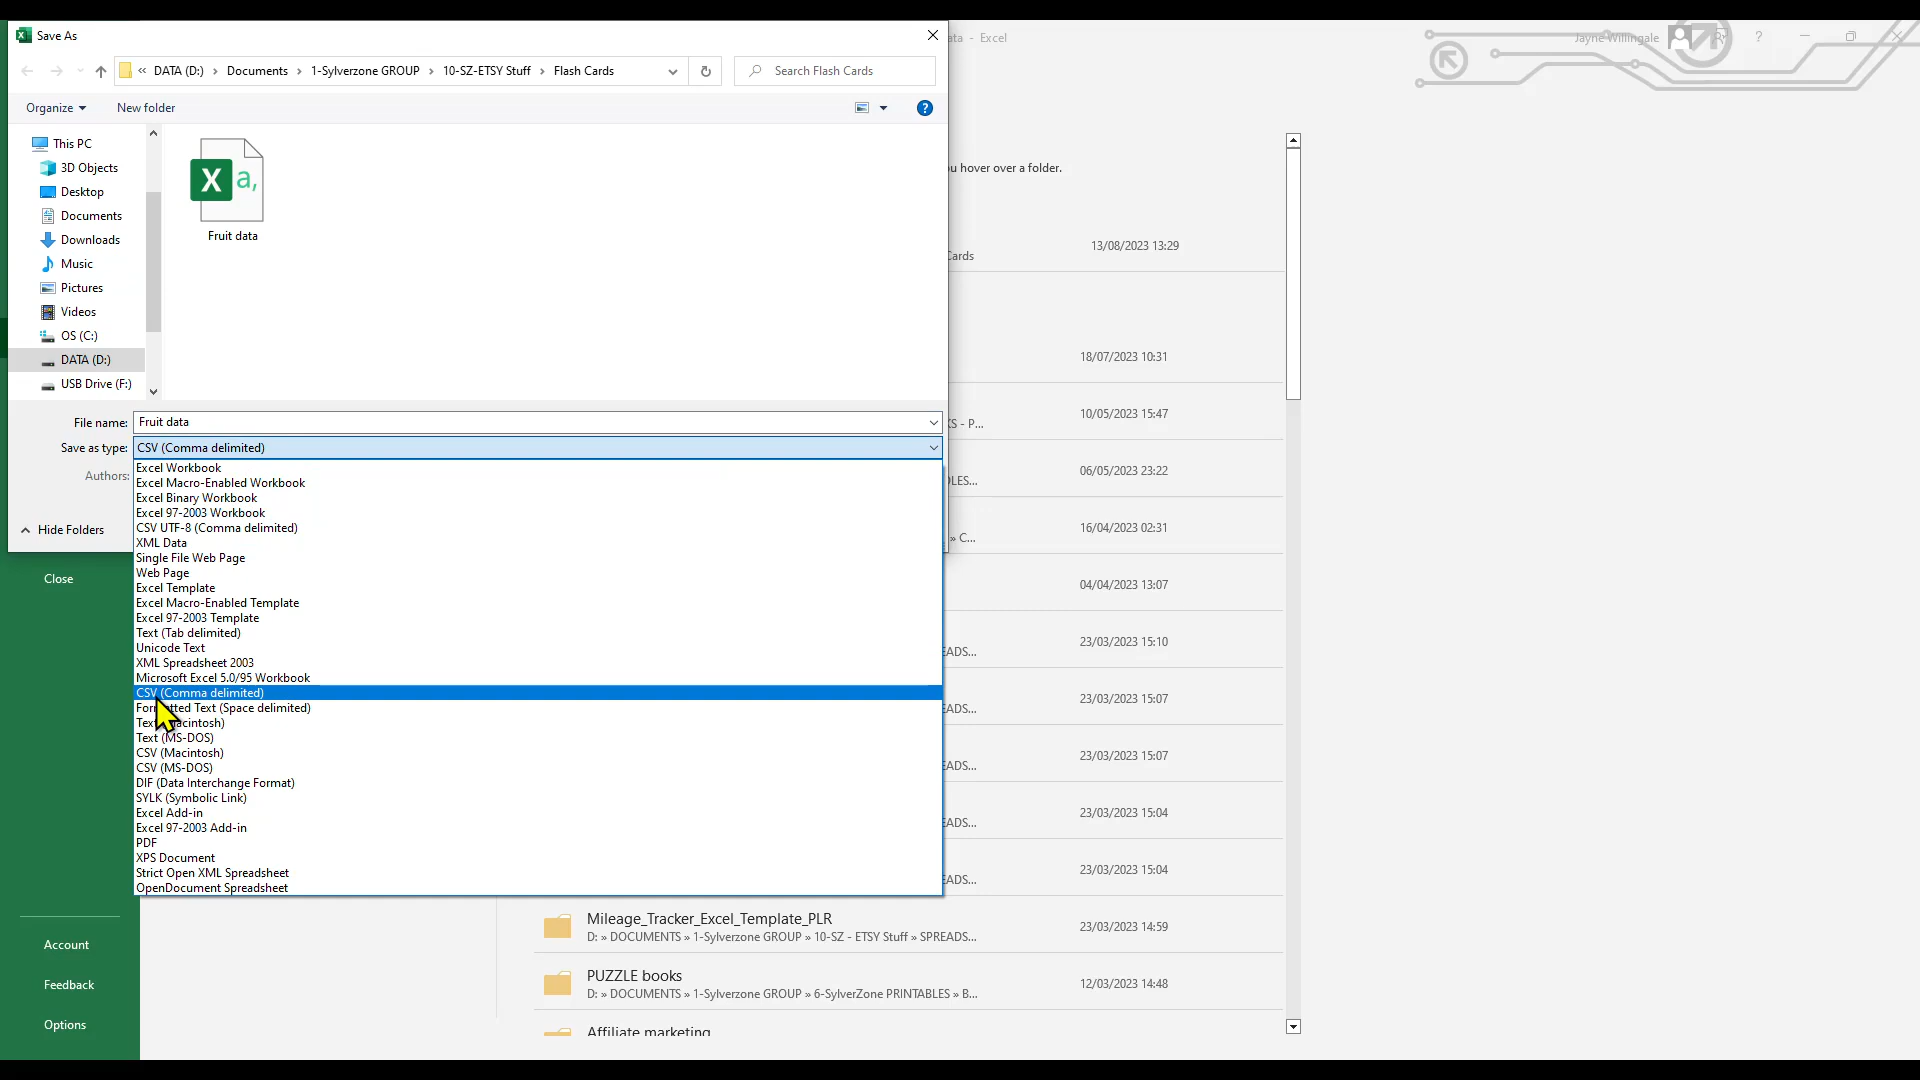 Save As
ata - Excel
Jayne Willingale
?
« DATA (D:) › Documents › 1-Sylverzone GROUP › 10-SZ-ETSY Stuff › Flash Cards
Search Flash Cards
Organize
New folder
?
This PC
3D Objects
Desktop
Documents
Downloads
Music
Pictures
Videos
OS (C:)
DATA (D:)
USB Drive (F:)
X a,
Fruit data
u hover over a folder.
13/08/2023 13:29
Cards
18/07/2023 10:31
10/05/2023 15:47
File name: Fruit data
KS - P...
Save as type: CSV (Comma delimited)
Authors:
06/05/2023 23:22
LES...
Hide Folders
16/04/2023 02:31
» C...
Excel Workbook
Excel Macro-Enabled Workbook
Excel Binary Workbook
Excel 97-2003 Workbook
CSV UTF-8 (Comma delimited)
XML Data
Single File Web Page
Web Page
Excel Template
Excel Macro-Enabled Template
Excel 97-2003 Template
Text (Tab delimited)
Unicode Text
XML Spreadsheet 2003
Microsoft Excel 5.0/95 Workbook
CSV (Comma delimited)
Formatted Text (Space delimited)
Text (Macintosh)
Text (MS-DOS)
CSV (Macintosh)
CSV (MS-DOS)
DIF (Data Interchange Format)
SYLK (Symbolic Link)
Excel Add-in
Excel 97-2003 Add-in
PDF
XPS Document
Strict Open XML Spreadsheet
OpenDocument Spreadsheet
Close
04/04/2023 13:07
23/03/2023 15:10
EADS...
23/03/2023 15:07
EADS...
23/03/2023 15:07
EADS...
23/03/2023 15:04
EADS...
23/03/2023 15:04
EADS...
Mileage_Tracker_Excel_Template_PLR
D: » DOCUMENTS » 1-Sylverzone GROUP » 10-SZ - ETSY Stuff » SPREADS...
23/03/2023 14:59
PUZZLE books
D: » DOCUMENTS » 1-Sylverzone GROUP » 6-SylverZone PRINTABLES » B...
12/03/2023 14:48
Affiliate marketing
Account
Feedback
Options